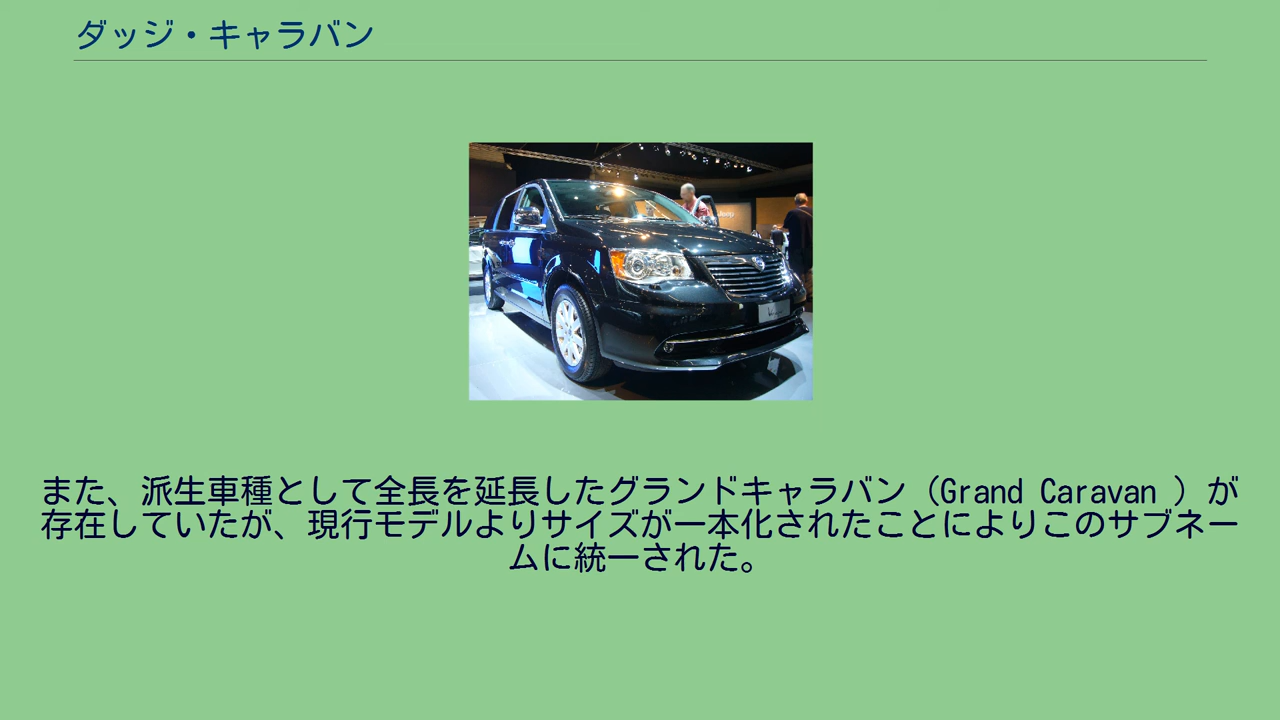 ダッジ・キャラバン
Jeep
また、派生車種として全長を延長したグランドキャラバン（Grand Caravan ）が
存在していたが、現行モデルよりサイズが一本化されたことによりこのサブネー
ムに統一された。